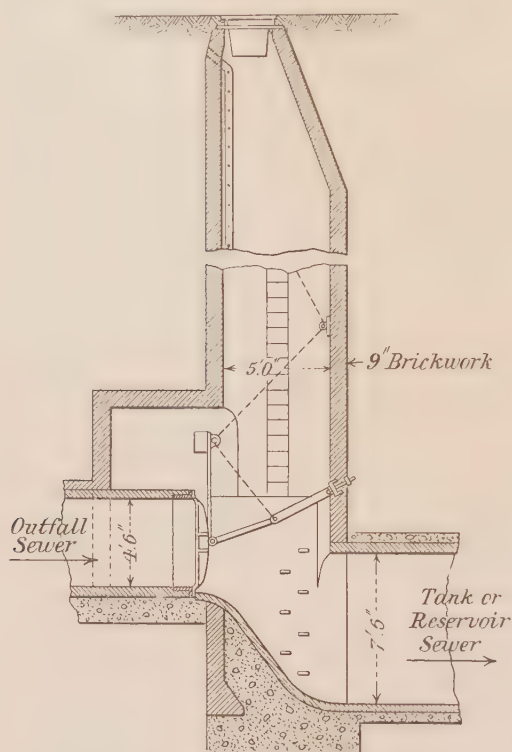 5'.0"
9" Brickwork
Outfall
Sewer
4'.6"
Tank or
Reservoir
Sewer
7'.6"